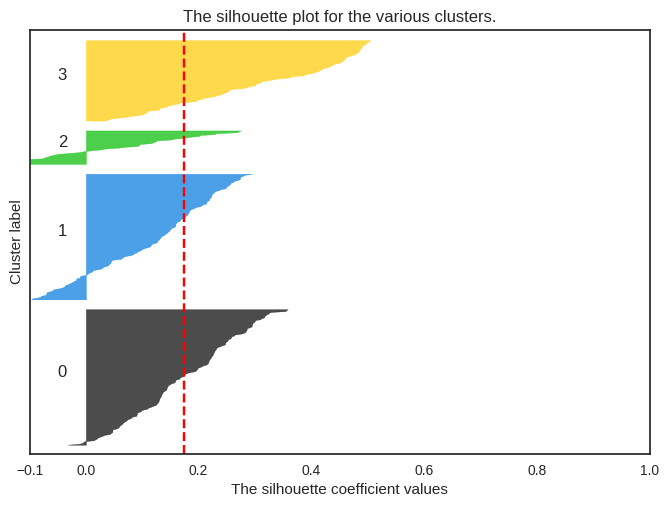 The silhouette plot for the various clusters.
3
2
1
0
Cluster label
−0.1 0.0 0.2 0.4 0.6 0.8 1.0
The silhouette coefficient values